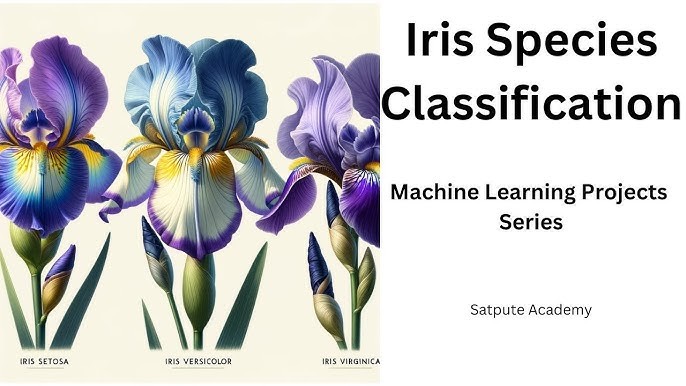 Iris Species
Classification
Machine Learning Projects
Series
Satpute Academy
IRIS SETOSA
IRIS VERSICOLOR
IRIS VIRGINICA